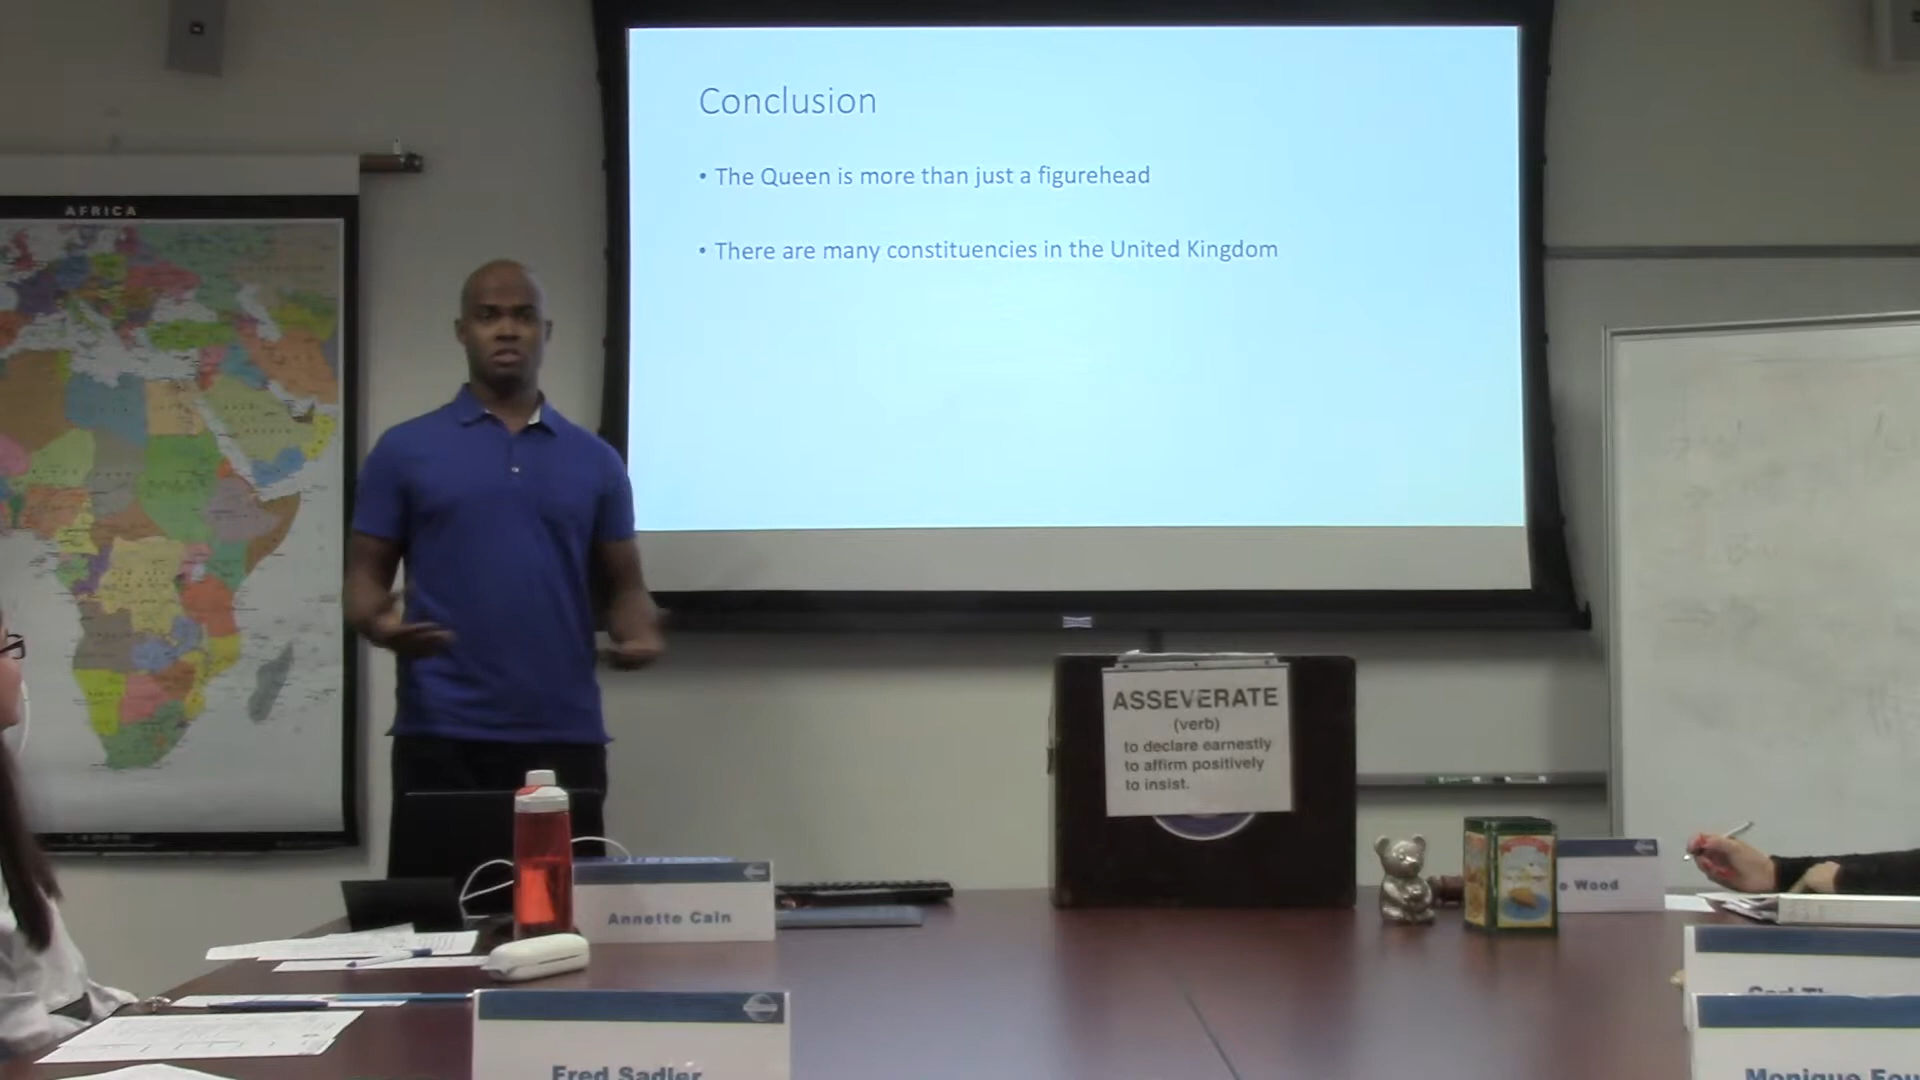 Conclusion
• The Queen is more than just a figurehead
• There are many constituencies in the United Kingdom
AFRICA
ASSEVERATE
(verb)
to declare earnestly
to affirm positively
to insist.
Wood
Annette Cain
Fred Sadler
Monique